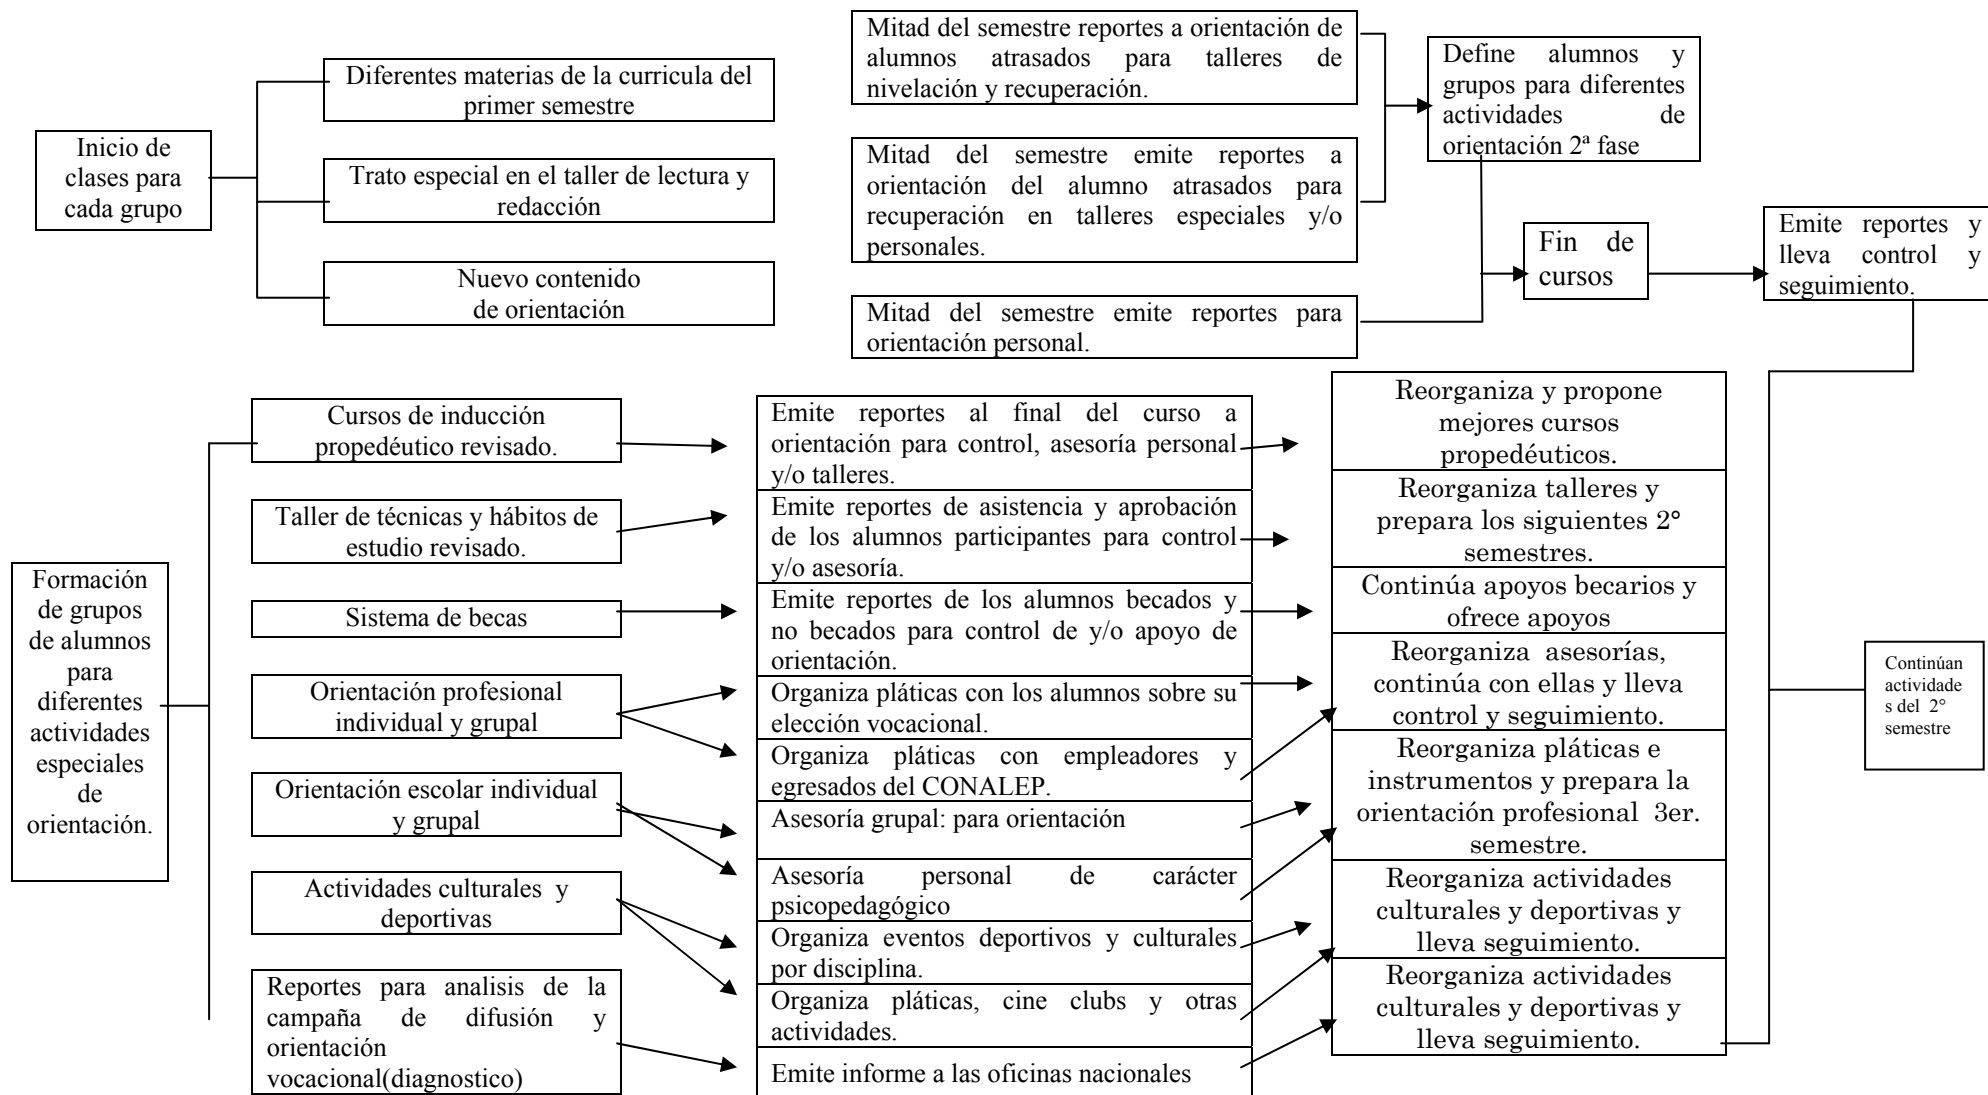 Inicio de
clases para
cada grupo
Diferentes materias de la curricula del
primer semestre
Trato especial en el taller de lectura y
redacción
Nuevo contenido
de orientación
Mitad del semestre reportes a orientación de
alumnos atrasados para talleres de
nivelación y recuperación.
Mitad del semestre emite reportes a
orientación del alumno atrasados para
recuperación en talleres especiales y/o
personales.
Mitad del semestre emite reportes para
orientación personal.
Define alumnos y
grupos para diferentes
actividades de
orientación 2ª fase
Fin de
cursos
Emite reportes y
lleva control y
seguimiento.
Formación
de grupos
de alumnos
para
diferentes
actividades
especiales
de
orientación.
Cursos de inducción
propedéutico revisado.
Taller de técnicas y hábitos de
estudio revisado.
Sistema de becas
Orientación profesional
individual y grupal
Orientación escolar individual
y grupal
Actividades culturales y
deportivas
Reportes para analisis de la
campaña de difusión y
orientación
vocacional(diagnostico)
Emite reportes al final del curso a
orientación para control, asesoría personal
y/o talleres.
Emite reportes de asistencia y aprobación
de los alumnos participantes para control
y/o asesoría.
Emite reportes de los alumnos becados y
no becados para control de y/o apoyo de
orientación.
Organiza pláticas con los alumnos sobre su
elección vocacional.
Organiza pláticas con empleadores y
egresados del CONALEP.
Asesoría grupal: para orientación
Asesoría personal de carácter
psicopedagógico
Organiza eventos deportivos y culturales
por disciplina.
Organiza pláticas, cine clubs y otras
actividades.
Emite informe a las oficinas nacionales
Reorganiza y propone
mejores cursos
propedéuticos.
Reorganiza talleres y
prepara los siguientes 2°
semestres.
Continúa apoyos becarios y
ofrece apoyos
Reorganiza asesorías,
continúa con ellas y lleva
control y seguimiento.
Reorganiza pláticas e
instrumentos y prepara la
orientación profesional 3er.
semestre.
Reorganiza actividades
culturales y deportivas y
lleva seguimiento.
Reorganiza actividades
culturales y deportivas y
lleva seguimiento.
Continúan
actividade
s del 2°
semestre